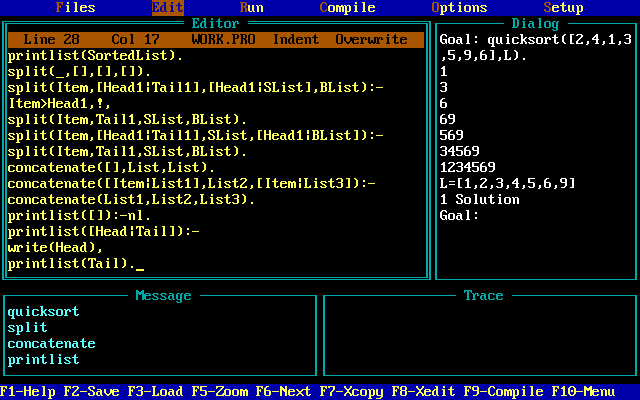 Files Edit Run Compile Options Setup
Editor
Line 28 Col 17 WORK.PRO Indent Overwrite
printlist(SortedList).
split(_,[],[],[]).
split(Item,[Head1¦Tail1],[Head1¦SList],BList):-
Item>Head1,!,
split(Item,Tail1,SList,BList).
split(Item,[Head1¦Tail1],SList,[Head1¦BList]):-
split(Item,Tail1,SList,BList).
concatenate([],List,List).
concatenate([Item¦List1],List2,[Item¦List3]):-
concatenate(List1,List2,List3).
printlist([]):-nl.
printlist([Head¦Tail]):-
write(Head),
printlist(Tail)._
Dialog
Goal: quicksort([2,4,1,3
,5,9,6],L).
1
3
6
69
569
34569
1234569
L=[1,2,3,4,5,6,9]
1 Solution
Goal:
Message
quicksort
split
concatenate
printlist
Trace
F1-Help F2-Save F3-Load F5-Zoom F6-Next F7-Xcopy F8-Xedit F9-Compile F10-Menu